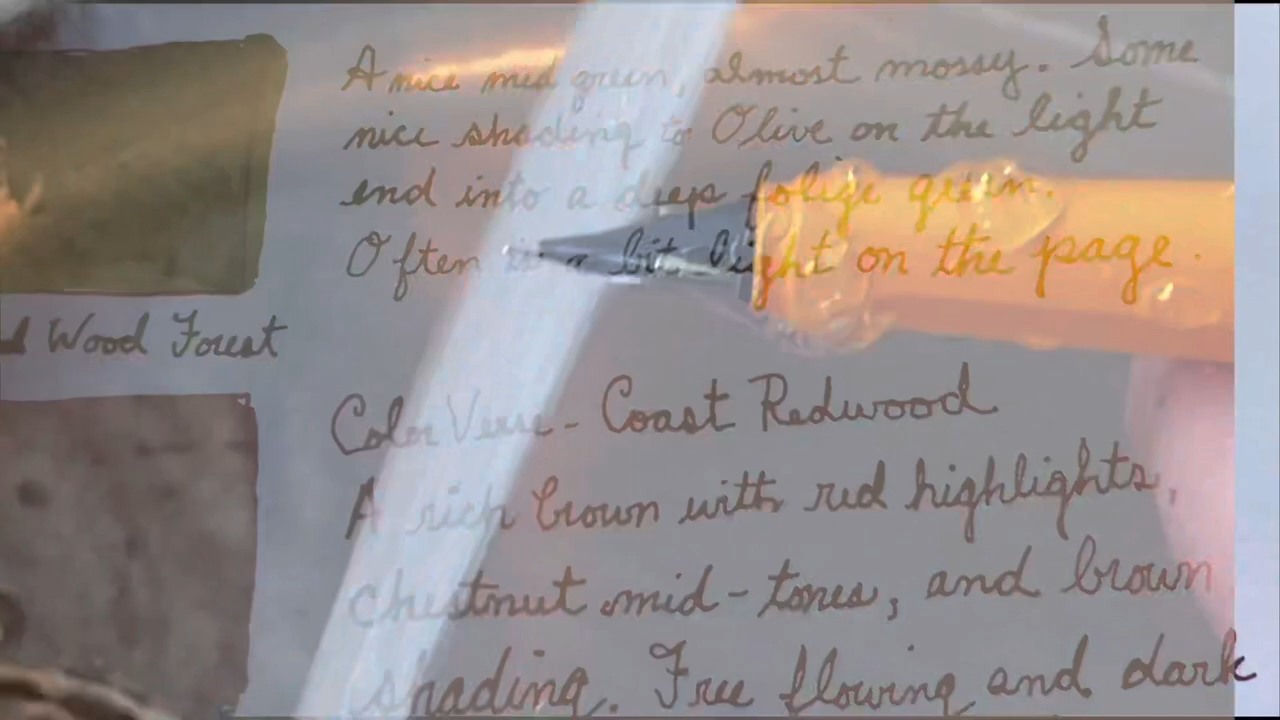 A nice mid green, almost mossy. Some
nice shading to Olive on the light
end into a deep folige green.
Often is a bit light on the page.
Wood Forest
ColorVerse - Coast Redwood
A rich brown with red highlights,
chestnut mid-tones, and brown
shading. Free flowing and dark